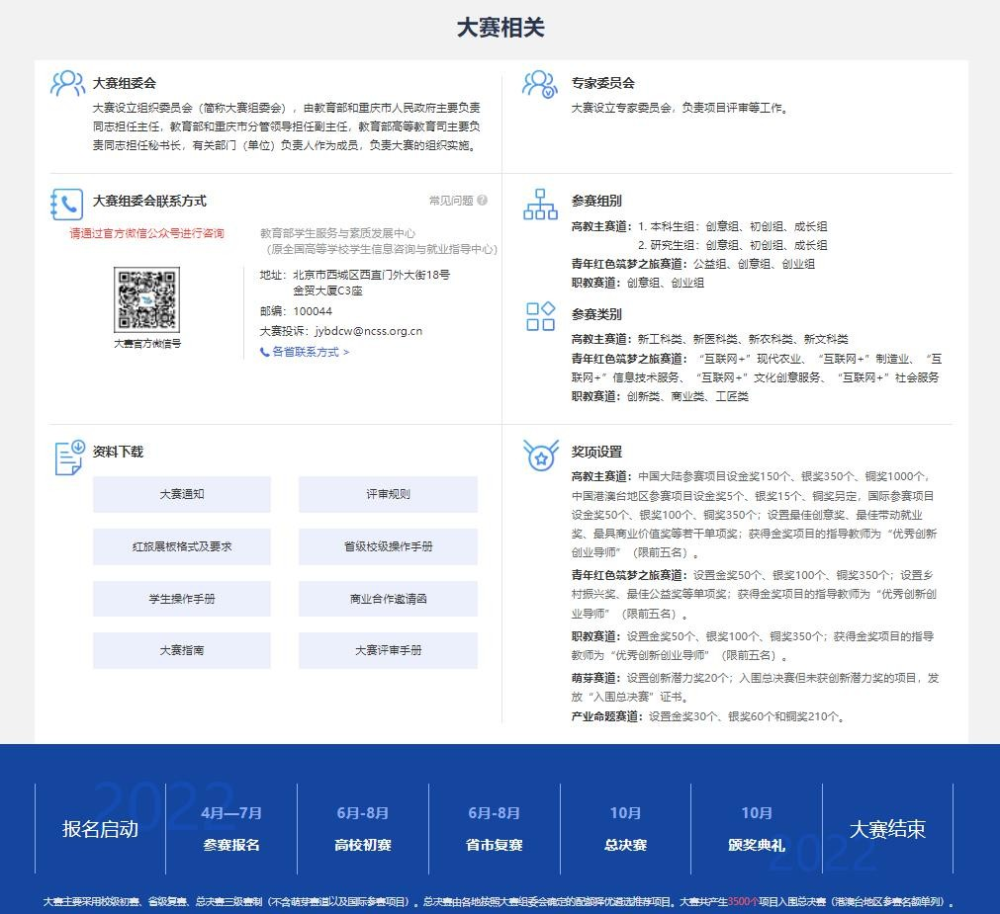 大赛相关
大赛组委会
大赛设立组织委员会（简称大赛组委会），由教育部和重庆市人民政府主要负责
同志担任主任，教育部和重庆市分管领导担任副主任，教育部高等教育司主要负
责同志担任秘书长，有关部门（单位）负责人作为成员，负责大赛的组织实施。
专家委员会
大赛设立专家委员会，负责项目评审等工作。
大赛组委会联系方式
常见问题 ?
请通过官方微信公众号进行咨询
大赛官方微信号
教育部学生服务与素质发展中心
（原全国高等学校学生信息咨询与就业指导中心）
地址：北京市西城区西直门外大街18号
金贸大厦C3座
邮编：100044
大赛投诉：jybdcw@ncss.org.cn
各省联系方式 >
参赛组别
高教主赛道：1. 本科生组：创意组、初创组、成长组
2. 研究生组：创意组、初创组、成长组
青年红色筑梦之旅赛道：公益组、创意组、创业组
职教赛道：创意组、创业组
参赛类别
高教主赛道：新工科类、新医科类、新农科类、新文科类
青年红色筑梦之旅赛道：“互联网+”现代农业、“互联网+”制造业、“互
联网+”信息技术服务、“互联网+”文化创意服务、“互联网+”社会服务
职教赛道：创新类、商业类、工匠类
资料下载
大赛通知
评审规则
红旅展板格式及要求
省级校级操作手册
学生操作手册
商业合作邀请函
大赛指南
大赛评审手册
奖项设置
高教主赛道：中国大陆参赛项目设金奖150个、银奖350个、铜奖1000个，
中国港澳台地区参赛项目设金奖5个、银奖15个、铜奖另定，国际参赛项目
设金奖50个、银奖100个、铜奖350个；设置最佳创意奖、最佳带动就业
奖、最具商业价值奖等若干单项奖；获得金奖项目的指导教师为“优秀创新
创业导师”（限前五名）。
青年红色筑梦之旅赛道：设置金奖50个、银奖100个、铜奖350个；设置乡
村振兴奖、最佳公益奖等单项奖；获得金奖项目的指导教师为“优秀创新创
业导师”（限前五名）。
职教赛道：设置金奖50个、银奖100个、铜奖350个；获得金奖项目的指导
教师为“优秀创新创业导师”（限前五名）。
萌芽赛道：设置创新潜力奖20个；入围总决赛但未获创新潜力奖的项目，发
放“入围总决赛”证书。
产业命题赛道：设置金奖30个、银奖60个和铜奖210个。
2022
报名启动
4月—7月
参赛报名
6月-8月
高校初赛
6月-8月
省市复赛
10月
总决赛
10月
颁奖典礼
大赛结束
2022
大赛主要采用校级初赛、省级复赛、总决赛三级赛制（不含萌芽赛道以及国际参赛项目）。总决赛由各地按照大赛组委会确定的配额择优遴选推荐项目。大赛共产生3500个项目入围总决赛（港澳台地区参赛名额单列）。